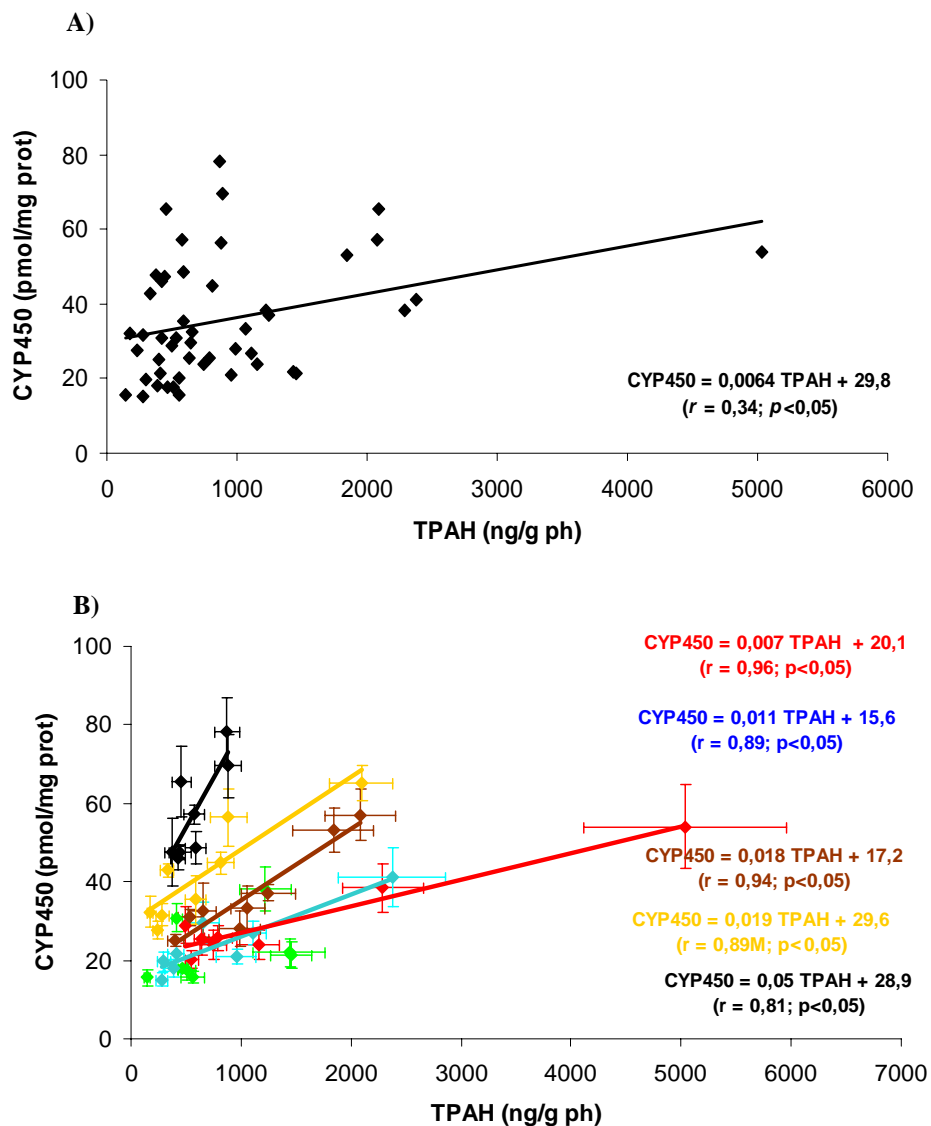 A)
100
80
60
40
20
0
0 1000 2000 3000 4000 5000 6000
CYP450 (pmol/mg prot)
TPAH (ng/g ph)
CYP450 = 0,0064 TPAH + 29,8
(r = 0,34; p<0,05)
B)
100
80
60
40
20
0
0 1000 2000 3000 4000 5000 6000 7000
CYP450 (pmol/mg prot)
TPAH (ng/g ph)
CYP450 = 0,007 TPAH + 20,1
(r = 0,96; p<0,05)
CYP450 = 0,011 TPAH + 15,6
(r = 0,89; p<0,05)
CYP450 = 0,018 TPAH + 17,2
(r = 0,94; p<0,05)
CYP450 = 0,019 TPAH + 29,6
(r = 0,89M; p<0,05)
CYP450 = 0,05 TPAH + 28,9
(r = 0,81; p<0,05)